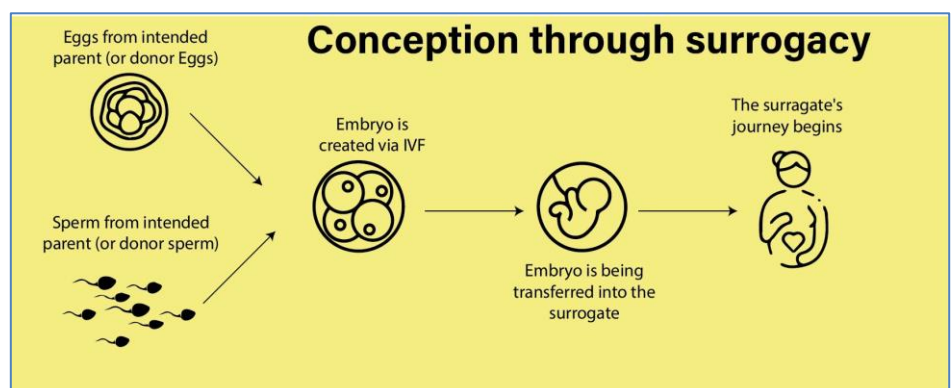 Conception through surrogacy
Eggs from intended
parent (or donor Eggs)
Sperm from intended
parent (or donor sperm)
Embryo is
created via IVF
Embryo is being
transferred into the
surrogate
The surragate's
journey begins